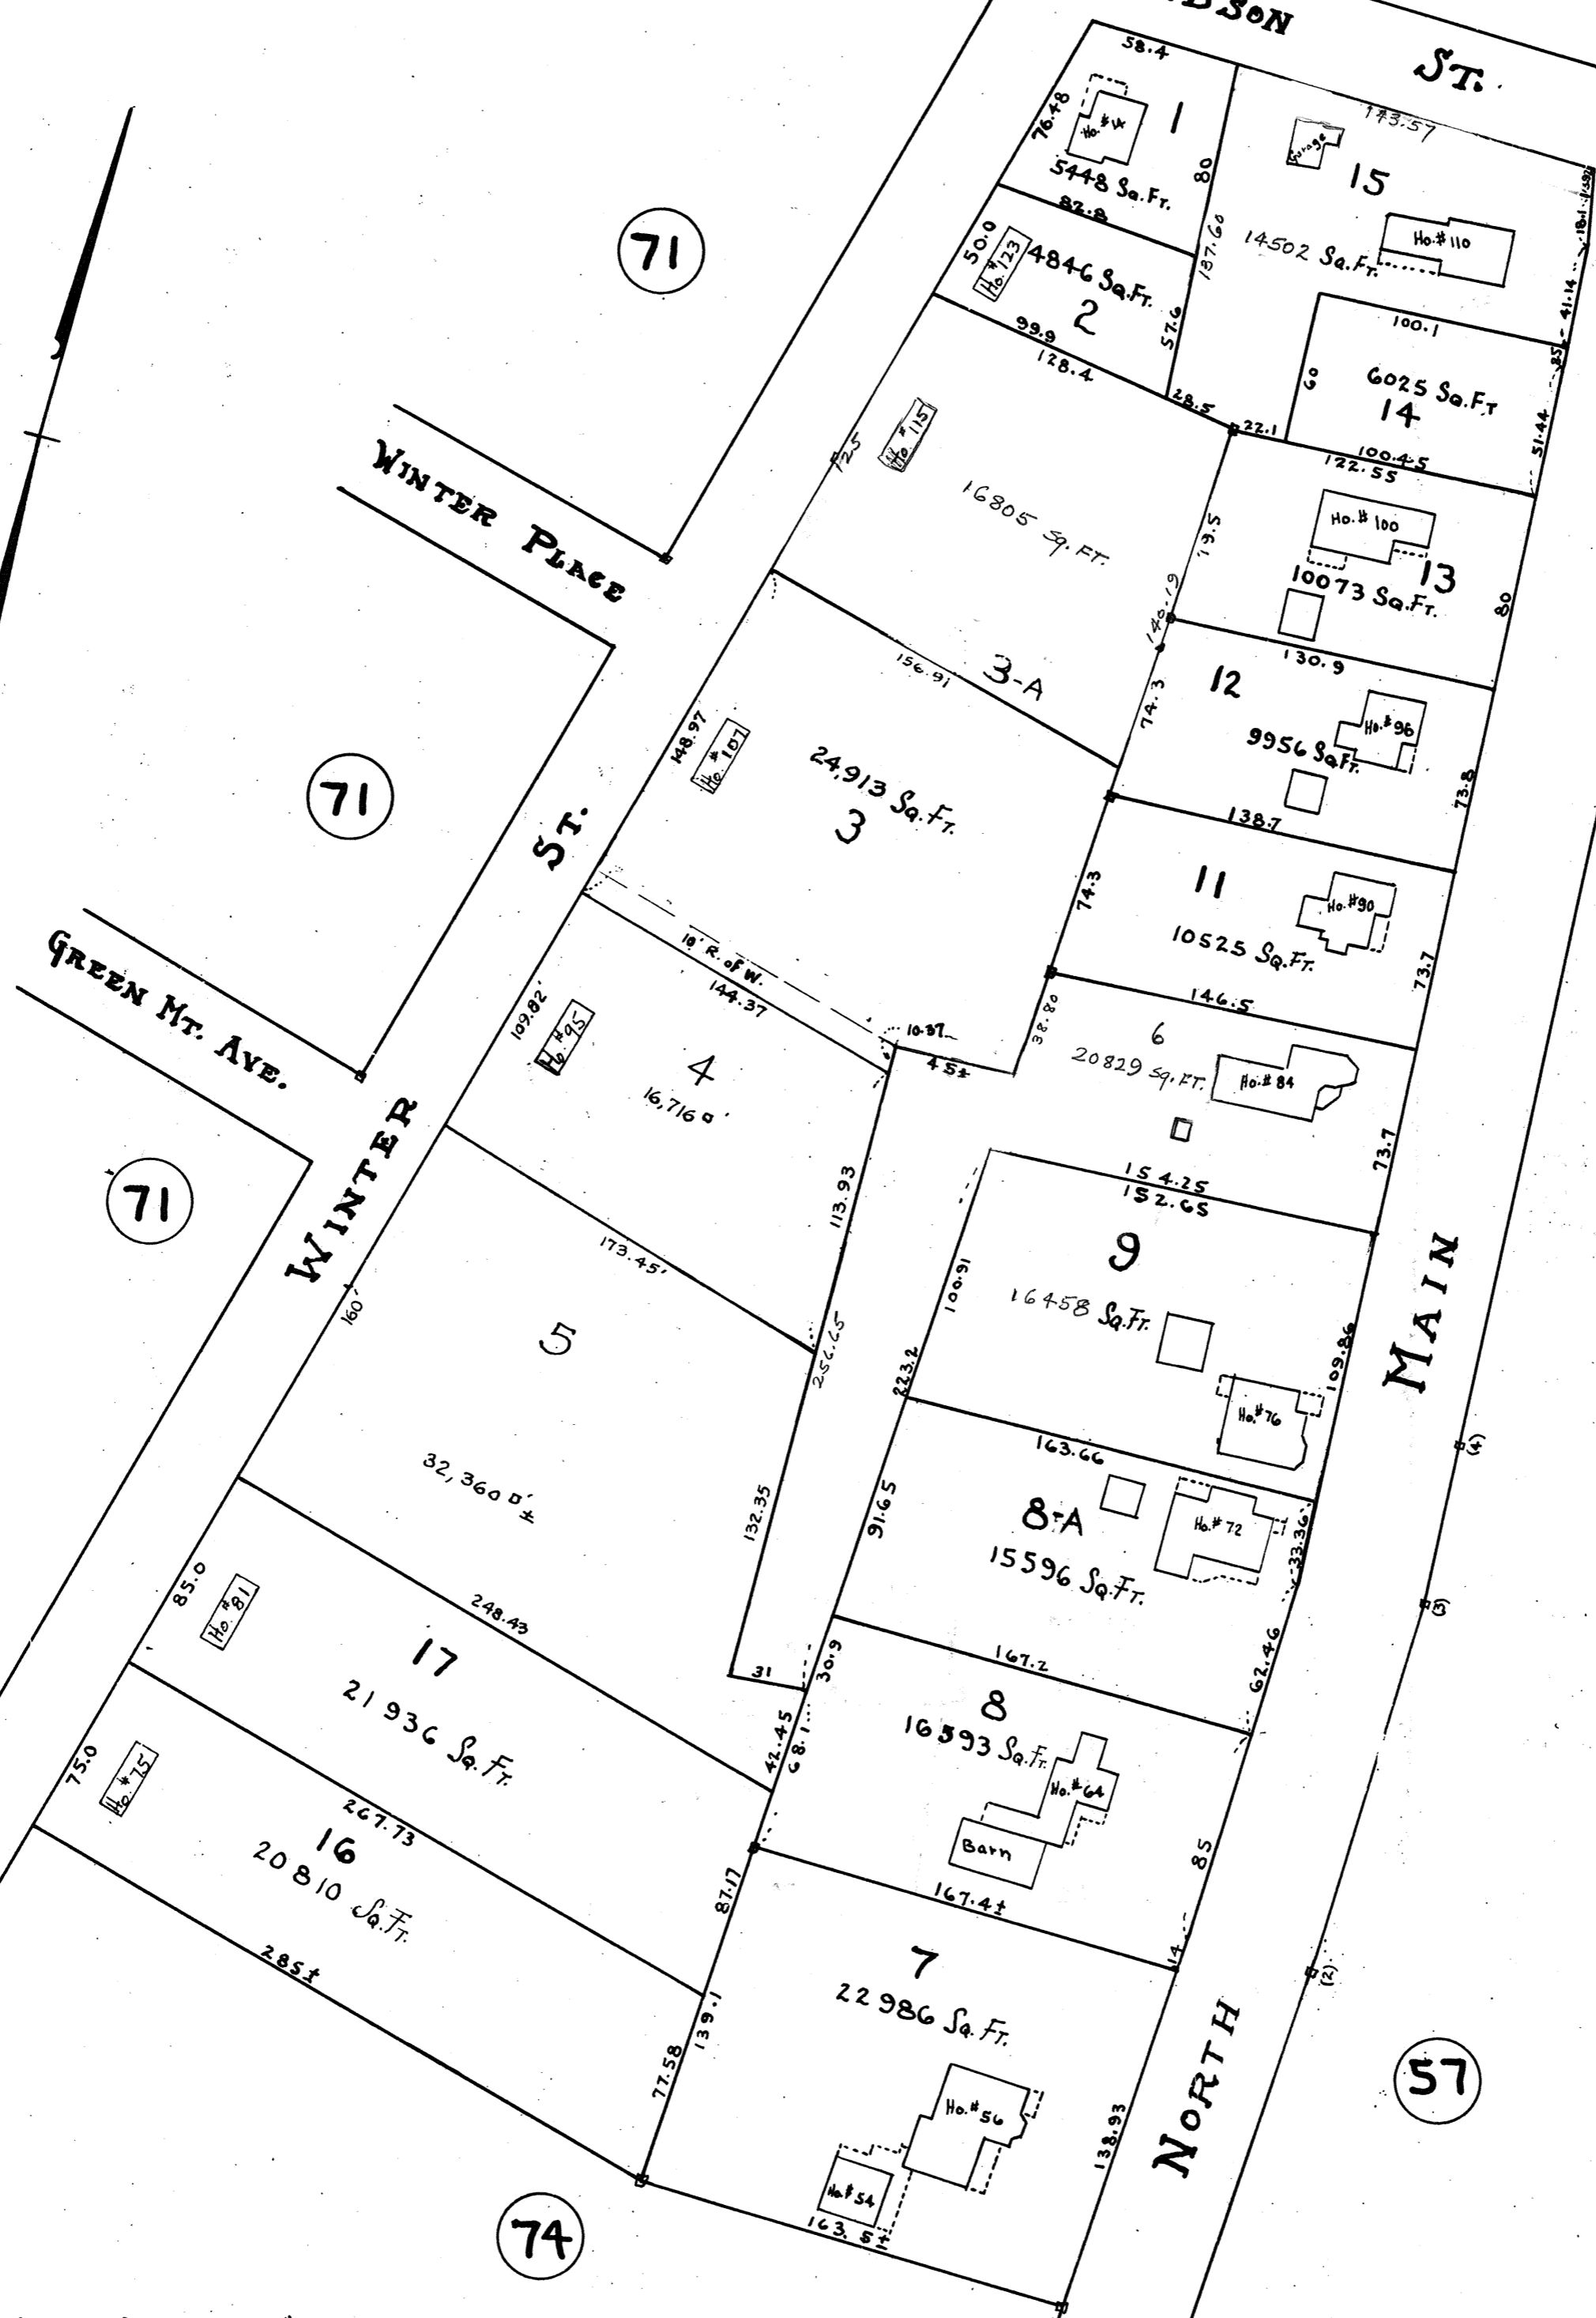 ST.
58.4
76.48
1
5448 Sq.Ft.
80
82.8
143.57
Garage
15
14502 Sq.Ft.
Ho.# 110
187.60
18.1
41.14
50.0
Ho.#123
4846 Sq.Ft.
2
57.6
99.9
128.4
28.5
100.1
60
6025 Sq.Ft
14
51.44
22.1
100.45
122.55
71
WINTER PLACE
125
Ho. #115
16805 Sq. FT.
3-A
79.5
140.19
Ho.# 100
13
10073 Sq.Ft.
80
130.9
156.91
74.3
12
Ho.#96
9956 Sq.Ft.
73.8
138.7
148.97
Ho. # 107
24,913 Sq.Ft.
3
71
ST.
74.3
11
Ho.#90
10525 Sq.Ft.
73.7
146.5
10' R. of W.
144.37
10.37
45±
38.80
6
20829 Sq.FT.
Ho.# 84
73.7
154.25
GREEN MT. AVE.
109.82'
Ho.#95
4
16,716 □'
113.93
173.45'
71
WINTER
160'
5
32,360 □'±
256.65
132.35
31
152.65
9
16458 Sq.Ft.
100.91
223.2
Ho.#76
109.86
163.66
MAIN
(4)
91.65
8-A
15596 Sq.Ft.
Ho.# 72
33.36
(3)
62.46
167.2
248.43
85.0
Ho. #81
17
21936 Sq.Ft.
30.9
42.45
68.1
8
16593 Sq.Ft.
Ho.#64
Barn
85
167.4±
14
75.0
Ho.#75
267.73
16
20810 Sq.Ft.
285±
87.17
139.1
77.58
7
22986 Sq.Ft.
Ho.# 56
Ho.# 54
163.5±
138.93
NORTH
(2)
57
74